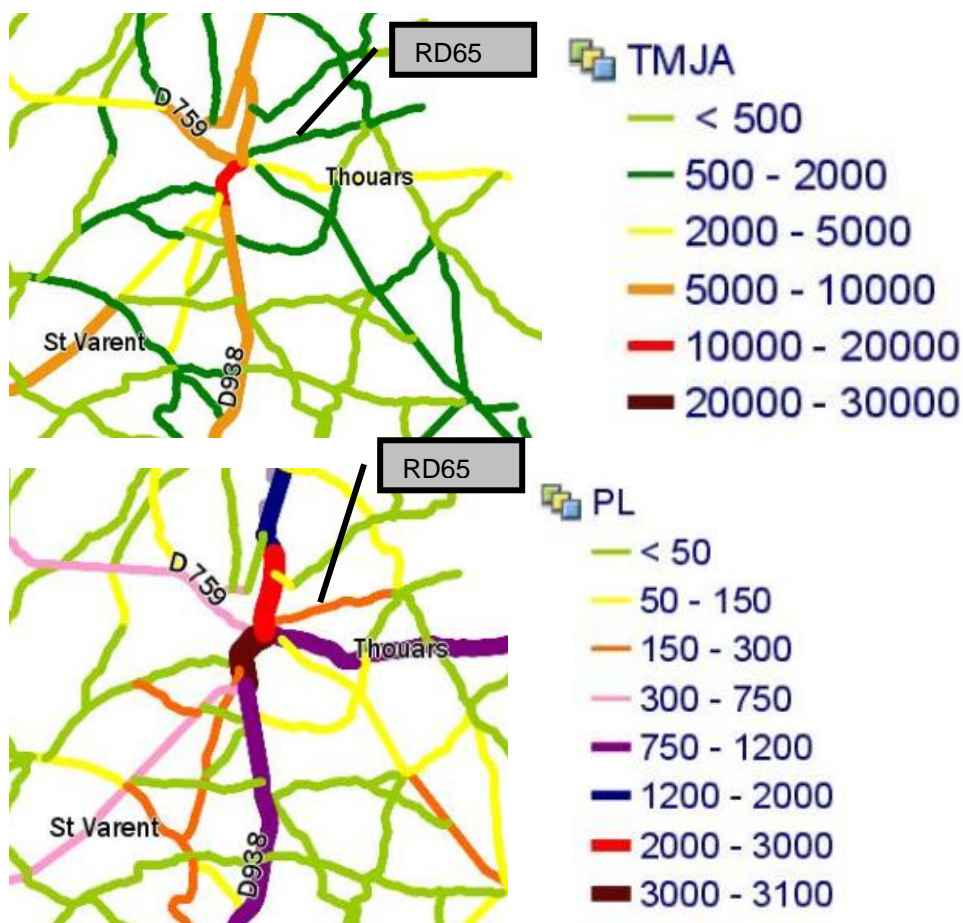 RD65
D 759
Thouars
St Varent
D938
TMJA
< 500
500 - 2000
2000 - 5000
5000 - 10000
10000 - 20000
20000 - 30000
RD65
D 759
Thouars
St Varent
D938
PL
< 50
50 - 150
150 - 300
300 - 750
750 - 1200
1200 - 2000
2000 - 3000
3000 - 3100